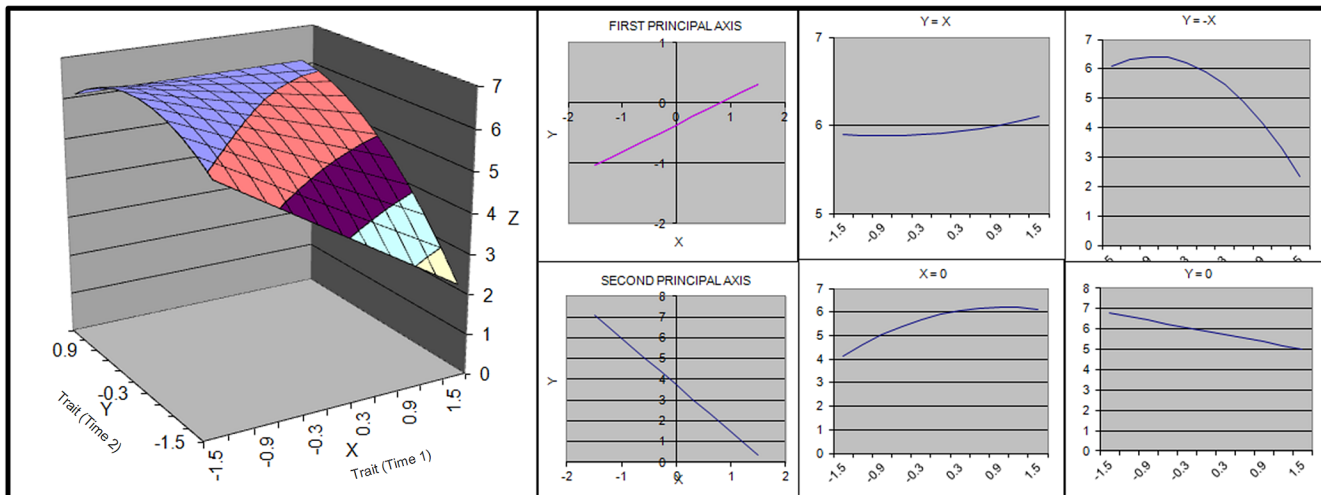 7
6
5
4
3
2
1
0
Z
0.9
-0.3
-1.5
Y
Trait (Time 2)
-1.5
-0.9
-0.3
0.3
0.9
1.5
X
Trait (Time 1)
FIRST PRINCIPAL AXIS
1
0
-1
-2
-2 -1 0 1 2
Y
X
Y = X
7
6
5
-1.5 -0.9 -0.3 0.3 0.9 1.5
Y = -X
7
6
5
4
3
2
1
0
SECOND PRINCIPAL AXIS
8
7
6
5
4
3
2
1
0
-2 -1 0 1 2
Y
X
X = 0
7
6
5
4
3
2
1
0
-1.5 -0.9 -0.3 0.3 0.9 1.5
Y = 0
8
7
6
5
4
3
2
1
0
-1.5 -0.9 -0.3 0.3 0.9 1.5